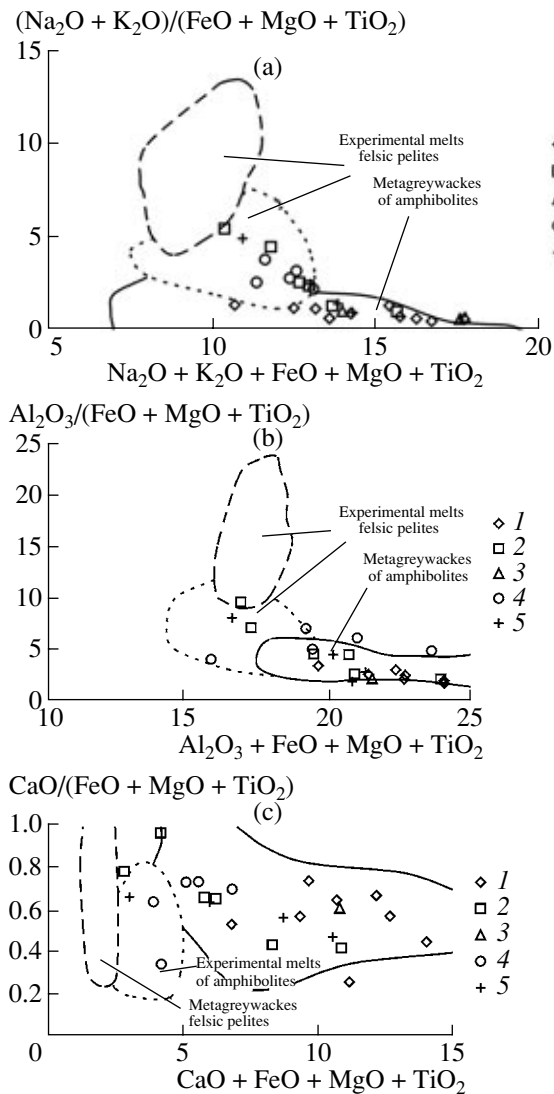 (Na₂O + K₂O)/(FeO + MgO + TiO₂)
15
(a)
Experimental melts
felsic pelites
10
Metagreywackes
of amphibolites
5
0
5
10
15
20
Na₂O + K₂O + FeO + MgO + TiO₂
Al₂O₃/(FeO + MgO + TiO₂)
25
(b)
20
Experimental melts
felsic pelites
1
15
Metagreywackes
of amphibolites
2
10
3
4
5
5
0
10
15
20
25
Al₂O₃ + FeO + MgO + TiO₂
CaO/(FeO + MgO + TiO₂)
(c)
1.0
0.8
1
2
0.6
3
0.4
4
Experimental melts
of amphibolites
5
0.2
Metagreywackes
felsic pelites
0
5
10
15
CaO + FeO + MgO + TiO₂